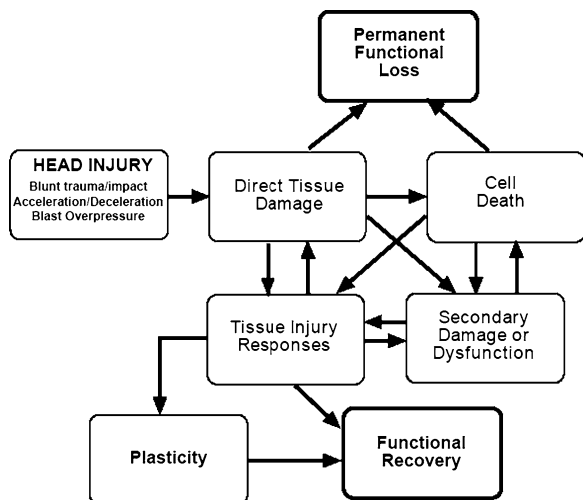 Permanent
Functional
Loss
HEAD INJURY
Blunt trauma/impact
Acceleration/Deceleration
Blast Overpressure
Direct Tissue
Damage
Cell
Death
Tissue Injury
Responses
Secondary
Damage or
Dysfunction
Plasticity
Functional
Recovery